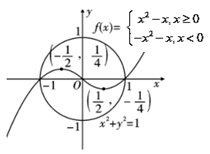 y
1
f(x)= { x²-x, x≥0
-x²-x, x<0
(-1/2, 1/4)
-1 O 1 x
(1/2, -1/4)
-1
x²+y²=1